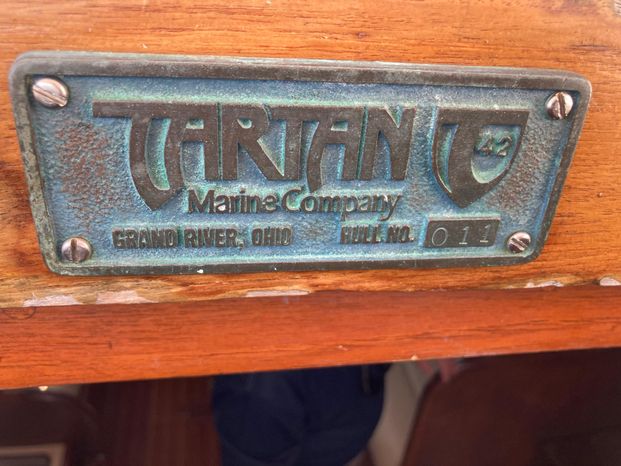 TARTAN
T 42
Marine Company
GRAND RIVER, OHIO HULL NO. 011